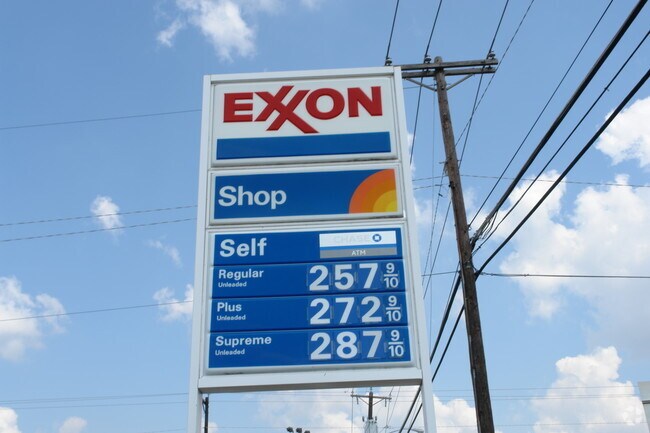 EXXON
Shop
Self
CHASE
ATM
Regular 257 9/10
Unleaded
Plus 272 9/10
Unleaded
Supreme 287 9/10
Unleaded